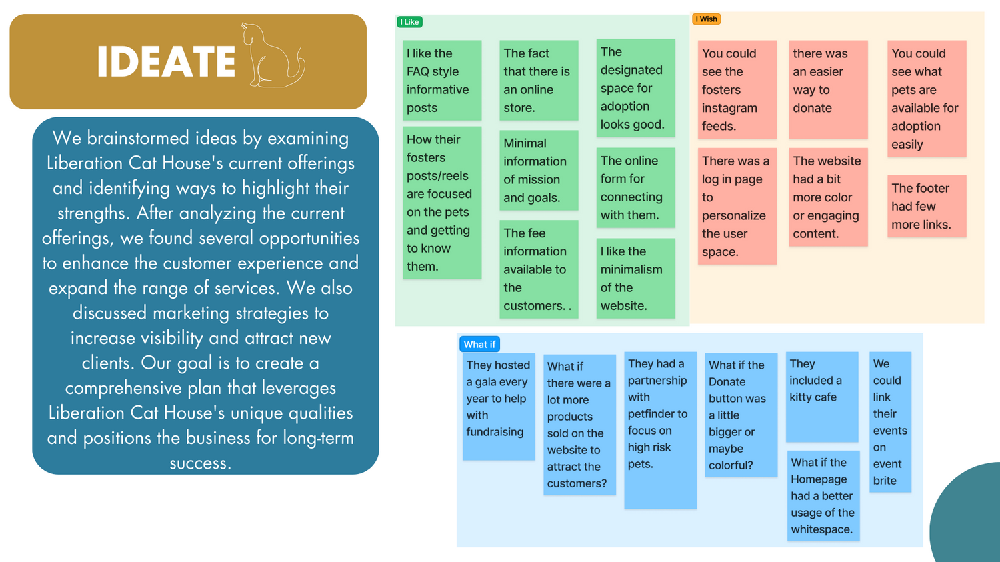 IDEATE
We brainstormed ideas by examining
Liberation Cat House's current offerings
and identifying ways to highlight their
strengths. After analyzing the current
offerings, we found several opportunities
to enhance the customer experience and
expand the range of services. We also
discussed marketing strategies to
increase visibility and attract new
clients. Our goal is to create a
comprehensive plan that leverages
Liberation Cat House's unique qualities
and positions the business for long-term
success.
I Like
I like the
FAQ style
informative
posts
How their
fosters
posts/reels
are focused
on the pets
and getting
to know
them.
The fact
that there is
an online
store.
Minimal
information
of mission
and goals.
The fee
information
available to
the
customers. .
The
designated
space for
adoption
looks good.
The online
form for
connecting
with them.
I like the
minimalism
of the
website.
I Wish
You could
see the
fosters
instagram
feeds.
There was a
log in page
to
personalize
the user
space.
there was
an easier
way to
donate
The website
had a bit
more color
or engaging
content.
You could
see what
pets are
available for
adoption
easily
The footer
had few
more links.
What if
They hosted
a gala every
year to help
with
fundraising
What if
there were a
lot more
products
sold on the
website to
attract the
customers?
They had a
partnership
with
petfinder to
focus on
high risk
pets.
What if the
Donate
button was
a little
bigger or
maybe
colorful?
They
included a
kitty cafe
What if the
Homepage
had a better
usage of the
whitespace.
We
could
link
their
events
on
event
brite